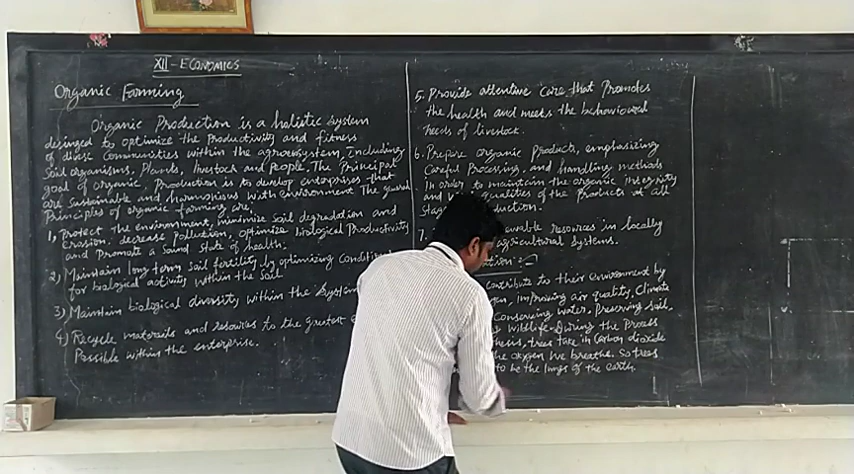 XII - ECONOMICS
Organic Farming
Organic Production is a holistic system
desinged to optimize the Productivity and fitness
of diverse Communities within the agroecosystem, Including
Soil organisms, Plants, livestock and People. The Principal
goal of organic Production is to develop enterprises that
are Sustainable and harmonious with environment The general
Principles of organic farming are,
1, Protect the environment, minimize Soil degradation and
erosion. decrease Pollution, optimize biological Productivity
and Promote a Sound State of health.
2) Maintain long term soil fertility by optimizing Condition
for biological activity within the Soil
3) Maintain biological diversity within the System
4) Recycle materials and resources to the greatest
Possible within the enterprise.
5. Provide attentive care that Promotes
the health and meets the behavioural
needs of livestock.
6. Prepare organic Products, emphasizing
Careful Processing, and handling methods
In order to maintain the organic integrity
and qualities of the Products at all
Stages Production.
7. resources in locally
agricultural Systems.
Contribute to their environment by
improving air quality, Climate
Conserving water, Preserving Soil,
wildlife. During the Process
trees take in Carbon dioxide
the oxygen we breathe. So trees
to be the lungs of the earth.